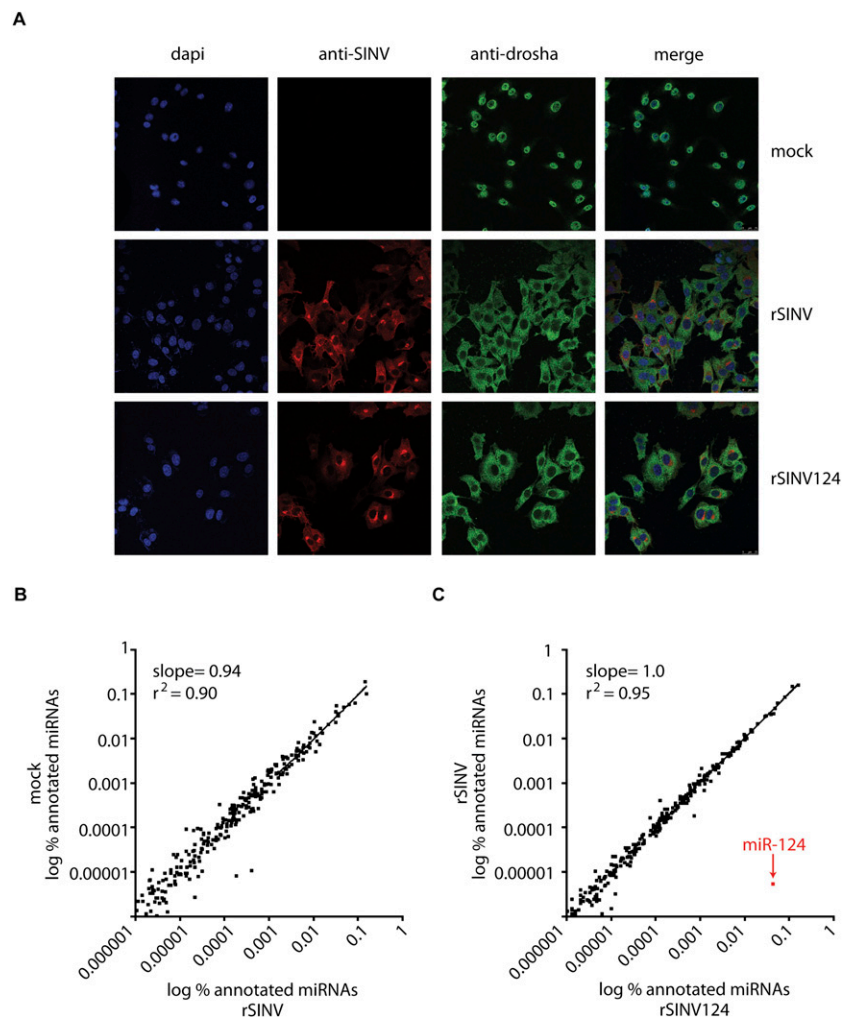 A
dapi
anti-SINV
anti-drosha
merge
mock
rSINV
rSINV124
B
slope= 0.94
r² = 0.90
1
0.1
0.01
0.001
0.0001
0.00001
mock
log % annotated miRNAs
0.000001
0.00001
0.0001
0.001
0.01
0.1
1
log % annotated miRNAs
rSINV
C
slope= 1.0
r² = 0.95
1
0.1
0.01
0.001
0.0001
0.00001
rSINV
log % annotated miRNAs
miR-124
0.000001
0.00001
0.0001
0.001
0.01
0.1
1
log % annotated miRNAs
rSINV124